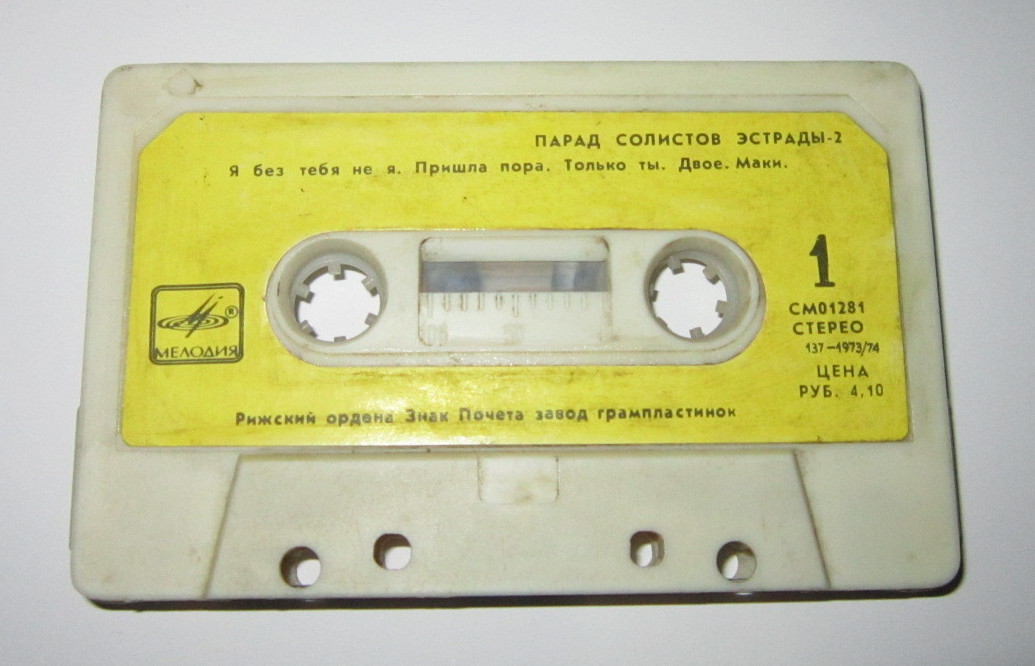 ПАРАД СОЛИСТОВ ЭСТРАДЫ-2
Я без тебя не я. Пришла пора. Только ты. Двое. Маки.
1
СМ01281
СТЕРЕО
137-1973/74
ЦЕНА
РУБ. 4,10
®
МЕЛОДИЯ
Рижский ордена Знак Почета завод грампластинок